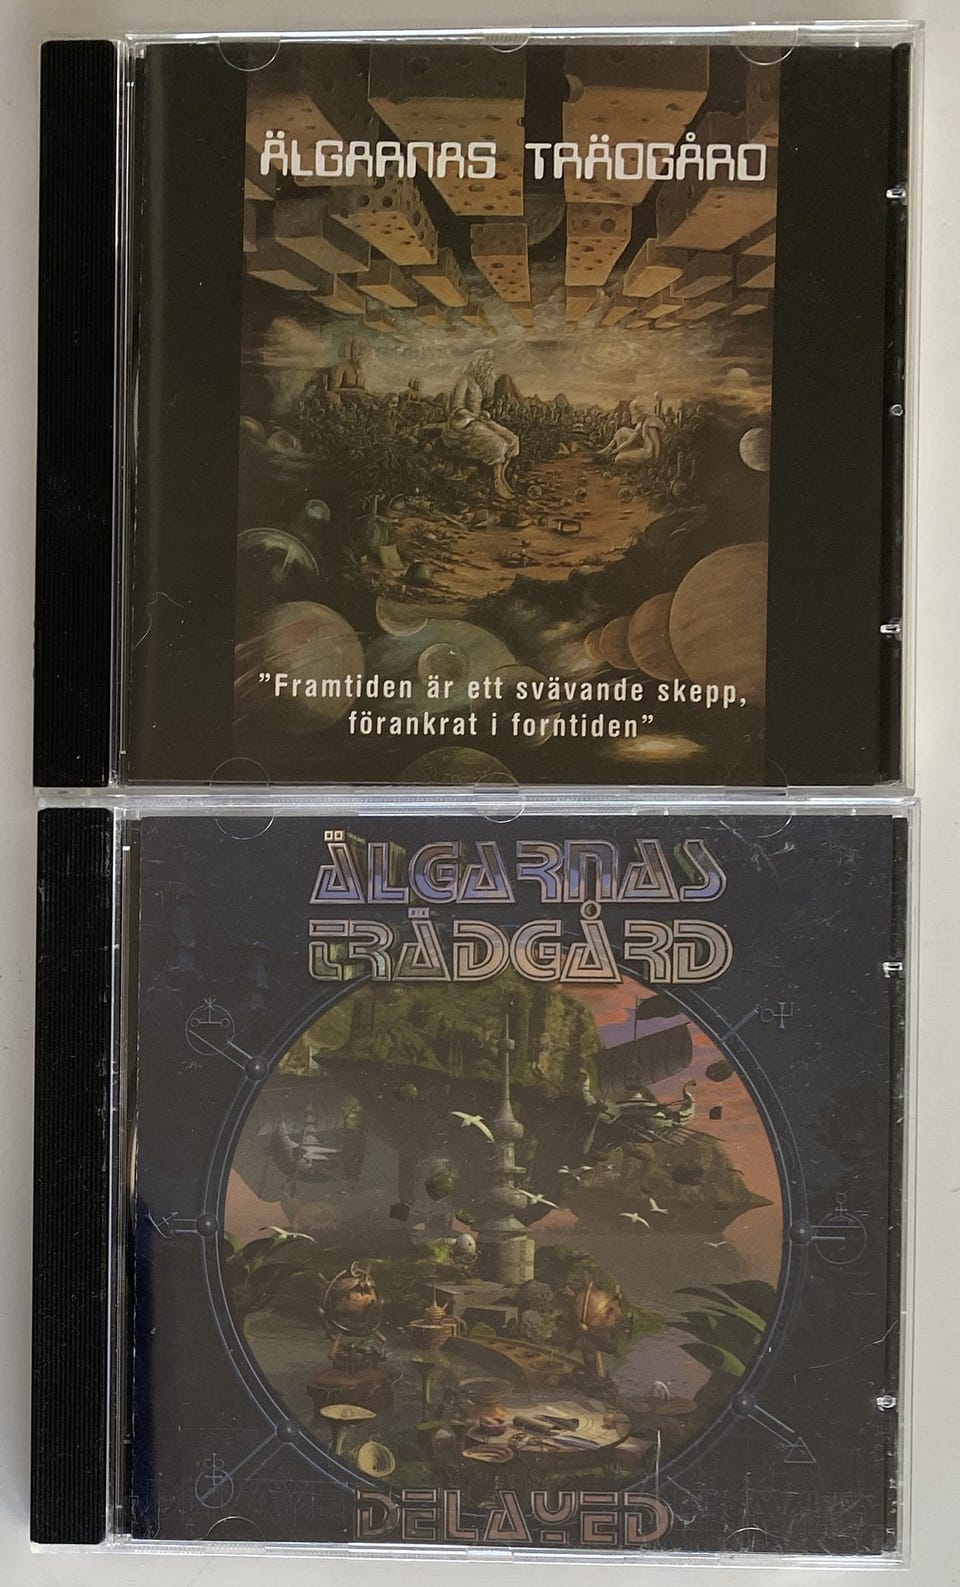 ÄLGARNAS TRÄDGÅRD
”Framtiden är ett svävande skepp,
förankrat i forntiden”
ÄLGARNAS
TRÄDGÅRD
DELAYED